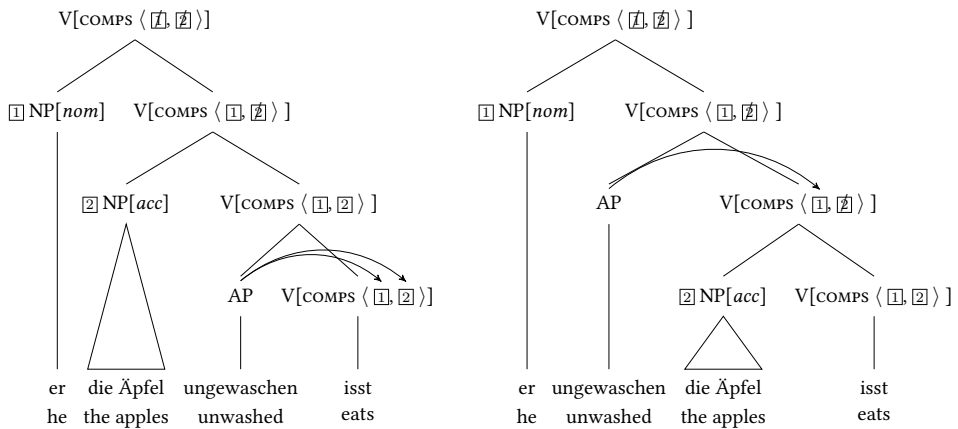 V[COMPS ⟨ 1̸, 2̸ ⟩] V[COMPS ⟨ 1̸, 2̸ ⟩]
1 NP[nom] V[COMPS ⟨ 1, 2̸ ⟩ ] 1 NP[nom] V[COMPS ⟨ 1, 2̸ ⟩ ]
2 NP[acc] V[COMPS ⟨ 1, 2 ⟩ ] AP V[COMPS ⟨ 1, 2̸ ⟩ ]
AP V[COMPS ⟨ 1, 2 ⟩] 2 NP[acc] V[COMPS ⟨ 1, 2 ⟩ ]
er die Äpfel ungewaschen isst er ungewaschen die Äpfel isst
he the apples unwashed eats he unwashed the apples eats